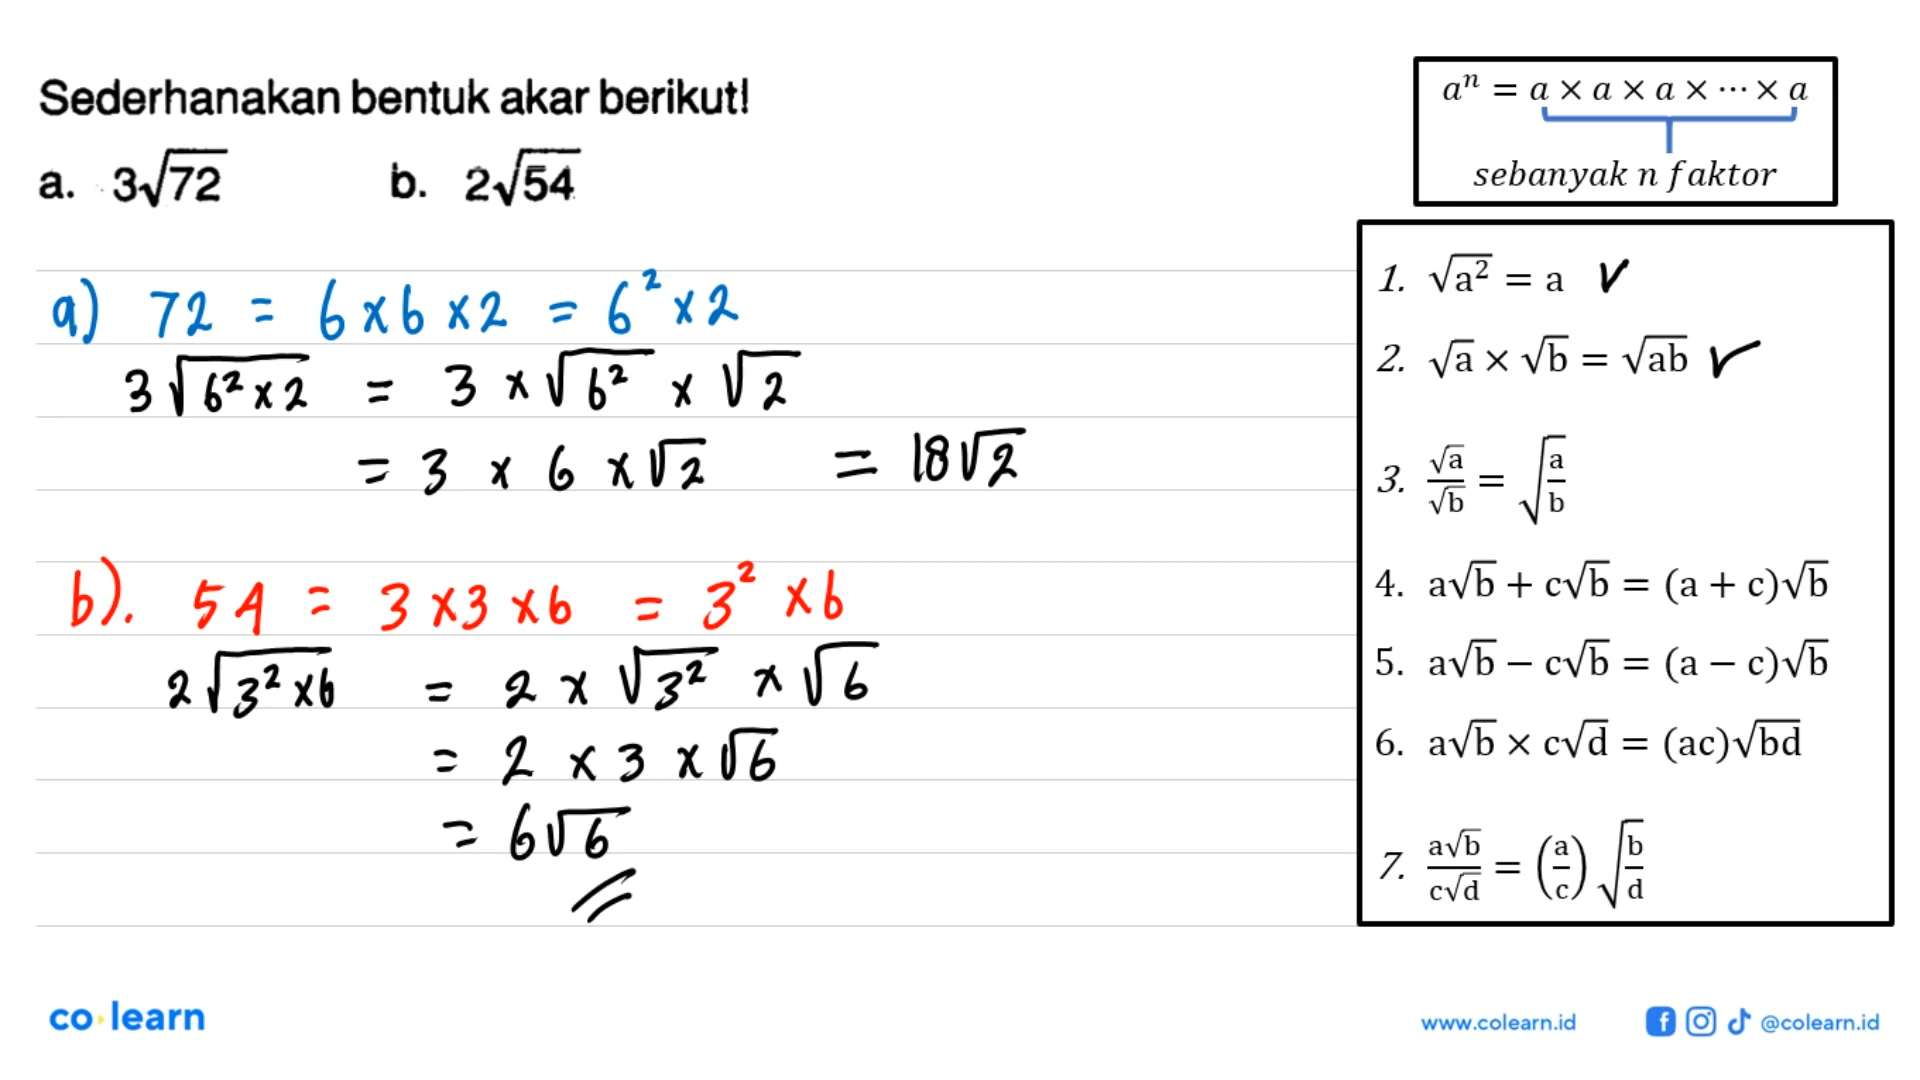 Sederhanakan bentuk akar berikut!
a. 3√72 b. 2√54
a) 72 = 6 × 6 × 2 = 6² × 2
3√(6² × 2) = 3 × √6² × √2
= 3 × 6 × √2 = 18√2
b). 54 = 3 × 3 × 6 = 3² × 6
2√(3² × 6) = 2 × √3² × √6
= 2 × 3 × √6
= 6√6
aⁿ = a × a × a × ⋯ × a
sebanyak n faktor
1. √a² = a ✓
2. √a × √b = √ab ✓
3. √a/√b = √(a/b)
4. a√b + c√b = (a + c)√b
5. a√b − c√b = (a − c)√b
6. a√b × c√d = (ac)√bd
7. a√b/c√d = (a/c)√(b/d)
co learn
www.colearn.id @colearn.id